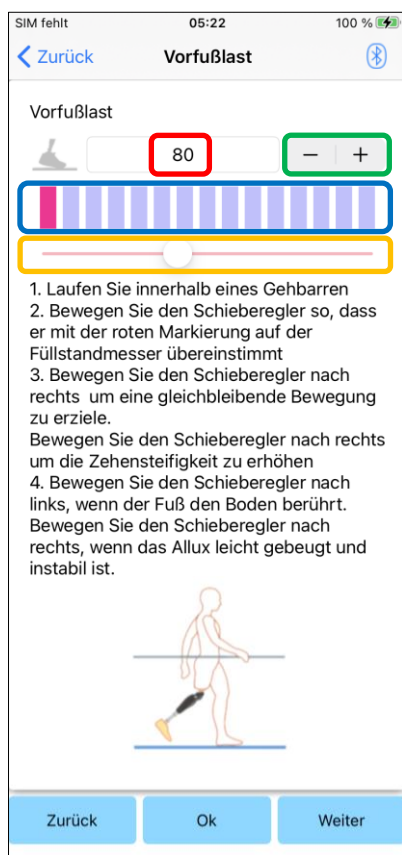 SIM fehlt 05:22 100 %
Zurück Vorfußlast
Vorfußlast
80 − +
1. Laufen Sie innerhalb eines Gehbarren
2. Bewegen Sie den Schieberegler so, dass
er mit der roten Markierung auf der
Füllstandmesser übereinstimmt
3. Bewegen Sie den Schieberegler nach
rechts um eine gleichbleibende Bewegung
zu erziele.
Bewegen Sie den Schieberegler nach rechts
um die Zehensteifigkeit zu erhöhen
4. Bewegen Sie den Schieberegler nach
links, wenn der Fuß den Boden berührt.
Bewegen Sie den Schieberegler nach
rechts, wenn das Allux leicht gebeugt und
instabil ist.
Zurück Ok Weiter